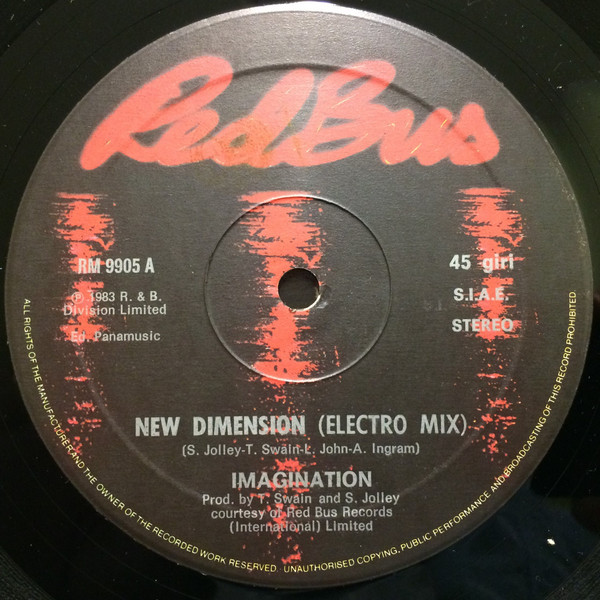 Red Bus
RM 9905 A
℗ 1983 R. & B.
Division Limited
Ed. Panamusic
45 giri
S.I.A.E.
STEREO
NEW DIMENSION (ELECTRO MIX)
(S. Jolley-T. Swain-L. John-A. Ingram)
IMAGINATION
Prod. by T. Swain and S. Jolley
courtesy of Red Bus Records
(International) Limited
ALL RIGHTS OF THE MANUFACTURER AND THE OWNER OF THE RECORDED WORK RESERVED. UNAUTHORISED COPYING, PUBLIC PERFORMANCE AND BROADCASTING OF THIS RECORD PROHIBITED.